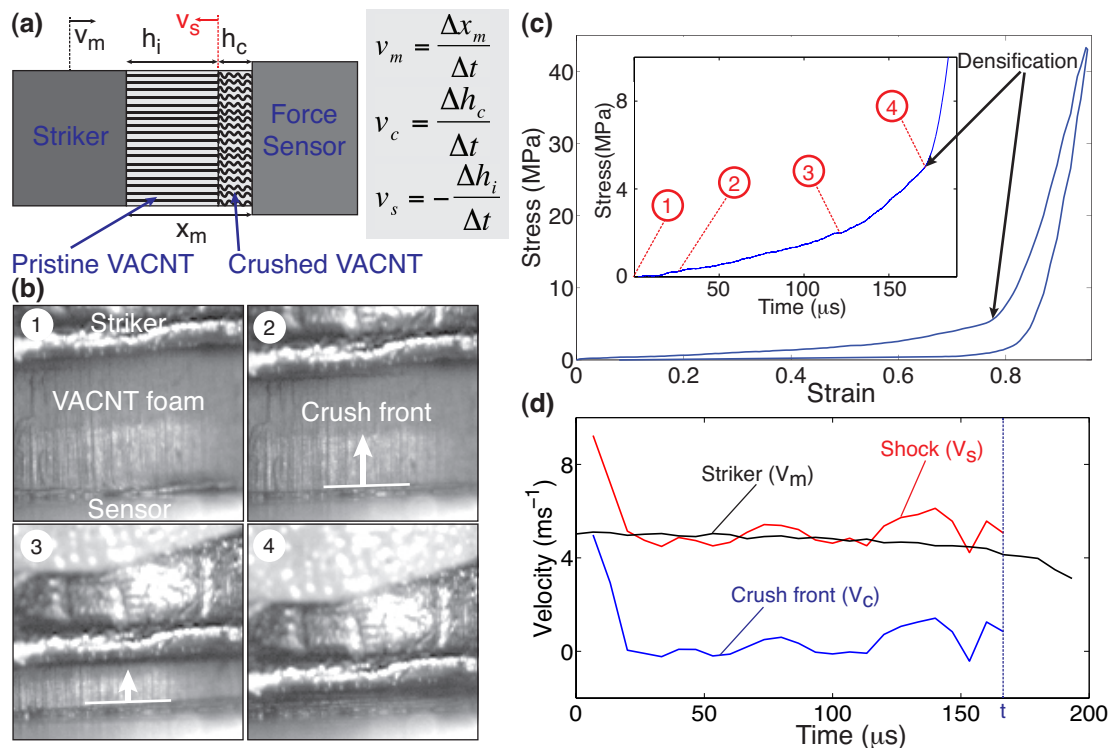 (a)
v_m
h_i
v_s
h_c
Striker
Force
Sensor
x_m
Pristine VACNT
Crushed VACNT
v_m = Δx_m / Δt
v_c = Δh_c / Δt
v_s = - Δh_i / Δt
(b)
1
Striker
VACNT foam
Sensor
2
Crush front
3
4
(c)
Stress (MPa)
40
30
20
10
0
0
0.2
0.4
0.6
0.8
Strain
Densification
Stress(MPa)
8
4
0
50
100
150
Time (μs)
1
2
3
4
(d)
Velocity (ms⁻¹)
8
4
0
Shock (V_s)
Striker (V_m)
Crush front (V_c)
0
50
100
150
t
Time (μs)